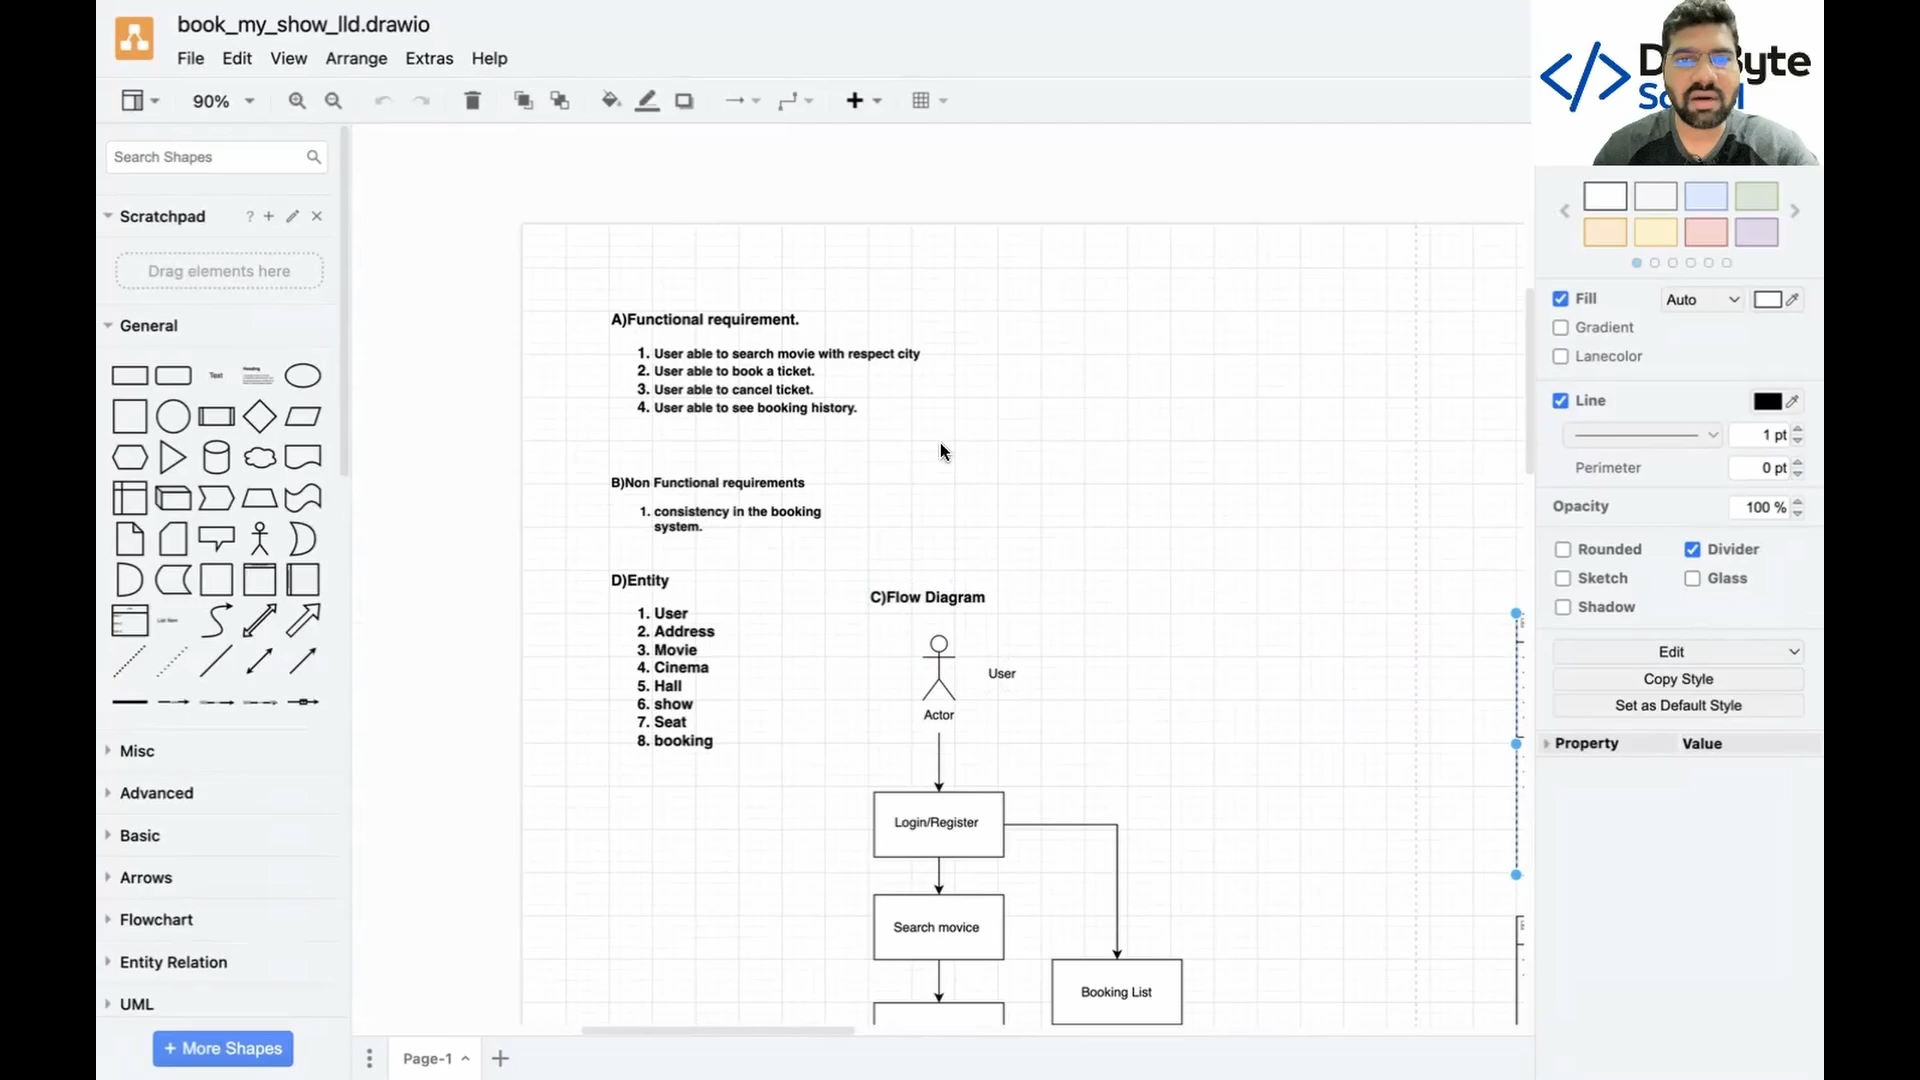 book_my_show_lld.drawio
File Edit View Arrange Extras Help
90%
Search Shapes
Scratchpad ? + ×
Drag elements here
General
Text
Heading
List Item
Misc
Advanced
Basic
Arrows
Flowchart
Entity Relation
UML
+ More Shapes
A)Functional requirement.
1. User able to search movie with respect city
2. User able to book a ticket.
3. User able to cancel ticket.
4. User able to see booking history.
B)Non Functional requirements
1. consistency in the booking
system.
D)Entity
1. User
2. Address
3. Movie
4. Cinema
5. Hall
6. show
7. Seat
8. booking
C)Flow Diagram
User
Actor
Login/Register
Search movice
Booking List
Page-1
Fill Auto
Gradient
Lanecolor
Line
1 pt
Perimeter 0 pt
Opacity 100 %
Rounded Divider
Sketch Glass
Shadow
Edit
Copy Style
Set as Default Style
Property Value